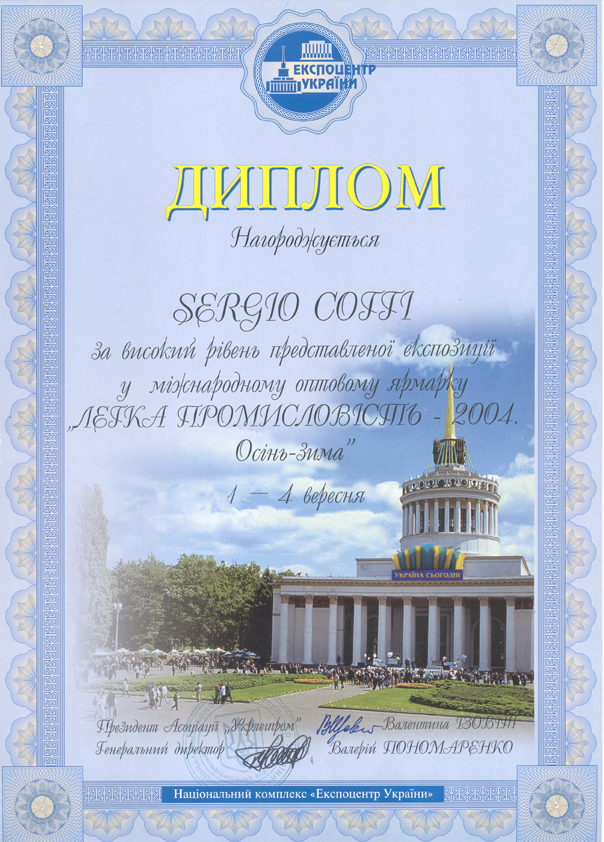 ЕКСПОЦЕНТР
УКРАЇНИ
ДИПЛОМ
Нагороджується
SERGIO COTTI
за високий рівень представленої експозиції
у міжнародному оптовому ярмарку
„ЛЕГКА ПРОМИСЛОВІСТЬ - 2004.
Осінь-зима”
1 — 4 вересня
УКРАЇНА СЬОГОДНІ
Президент Асоціації „Укрлегпром” Валентина ІЗОВІТ
Генеральний директор Валерій ПОНОМАРЕНКО
Національний комплекс «Експоцентр України»